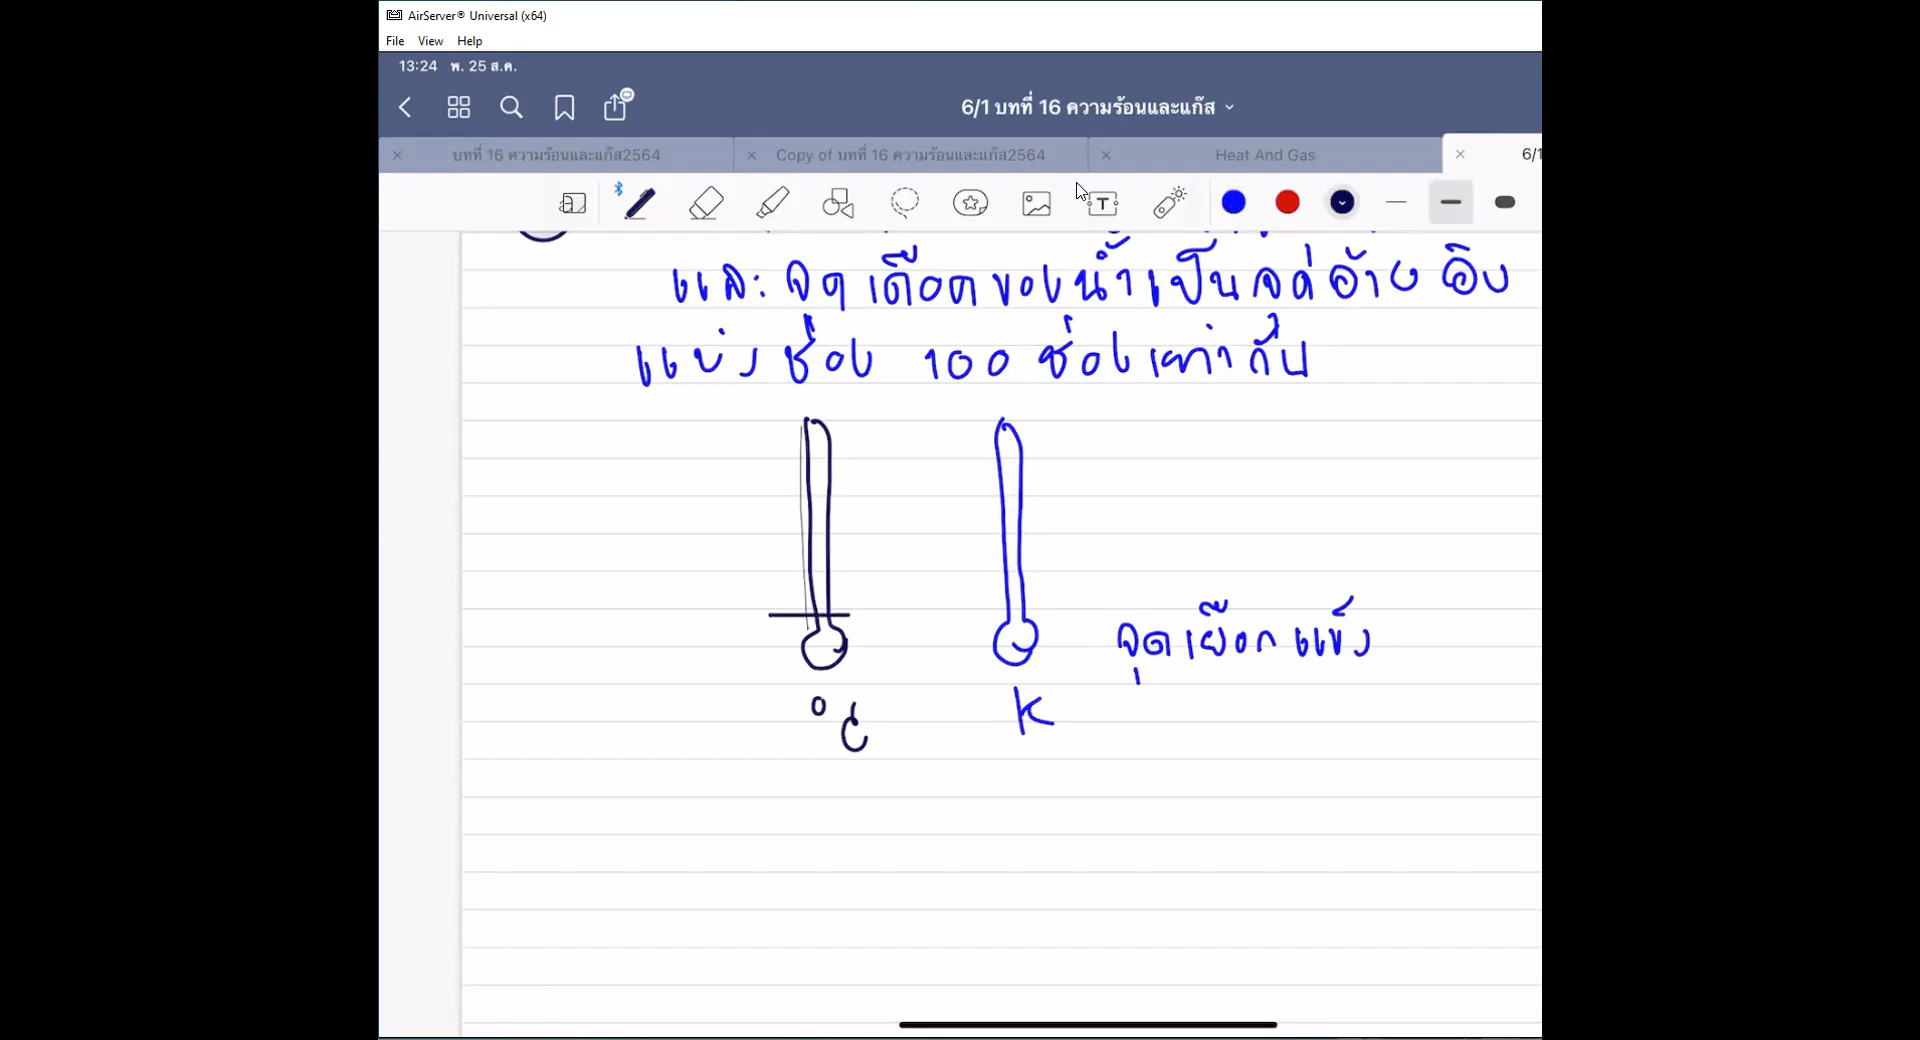 AirServer® Universal (x64)
File View Help
13:24 พ. 25 ส.ค.
6/1 บทที่ 16 ความร้อนและแก๊ส
บทที่ 16 ความร้อนและแก๊ส2564 Copy of บทที่ 16 ความร้อนและแก๊ส2564 Heat And Gas 6/1
และจุดเดือดของน้ำเป็นจุดอ้างอิง
แบ่งช่อง 100 ช่องเท่ากัน
จุดเยือกแข็ง
°C K